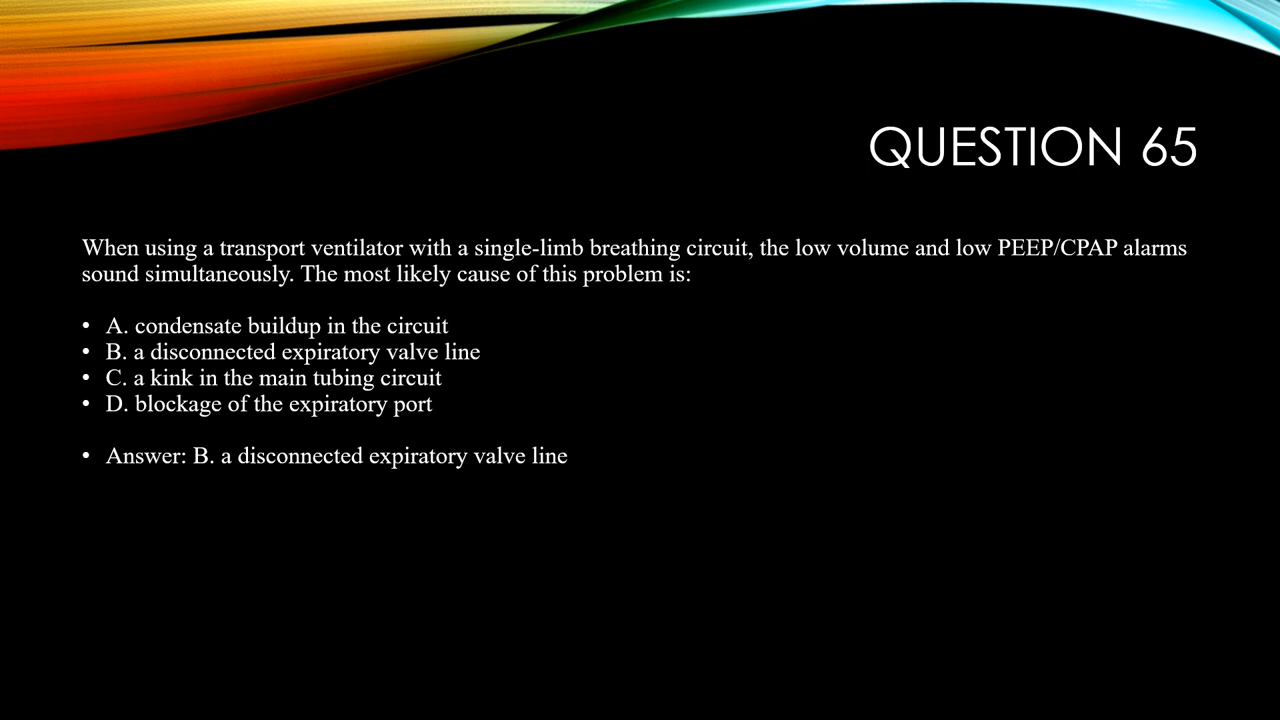 QUESTION 65
When using a transport ventilator with a single-limb breathing circuit, the low volume and low PEEP/CPAP alarms
sound simultaneously. The most likely cause of this problem is:
• A. condensate buildup in the circuit
• B. a disconnected expiratory valve line
• C. a kink in the main tubing circuit
• D. blockage of the expiratory port
• Answer: B. a disconnected expiratory valve line